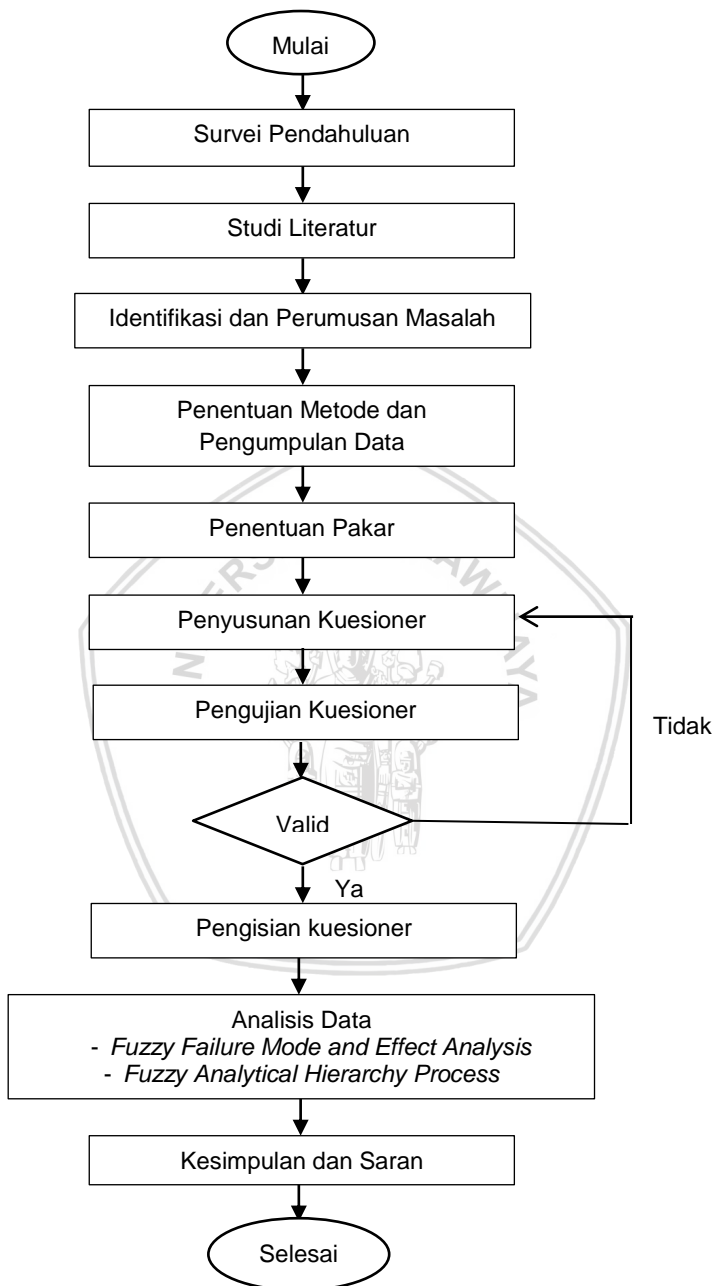 Mulai
Survei Pendahuluan
Studi Literatur
Identifikasi dan Perumusan Masalah
Penentuan Metode dan
Pengumpulan Data
Penentuan Pakar
Penyusunan Kuesioner
Pengujian Kuesioner
Tidak
Valid
Ya
Pengisian kuesioner
Analisis Data
- Fuzzy Failure Mode and Effect Analysis
- Fuzzy Analytical Hierarchy Process
Kesimpulan dan Saran
Selesai